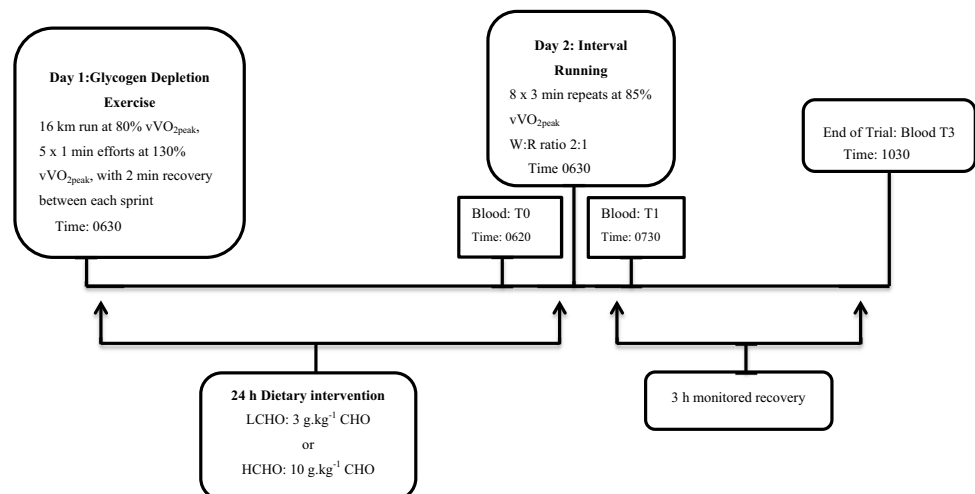 Day 1:Glycogen Depletion
Exercise
16 km run at 80% vVO2peak,
5 x 1 min efforts at 130%
vVO2peak, with 2 min recovery
between each sprint
Time: 0630
Day 2: Interval
Running
8 x 3 min repeats at 85%
vVO2peak
W:R ratio 2:1
Time 0630
End of Trial: Blood T3
Time: 1030
Blood: T0
Time: 0620
Blood: T1
Time: 0730
24 h Dietary intervention
LCHO: 3 g.kg-1 CHO
or
HCHO: 10 g.kg-1 CHO
3 h monitored recovery